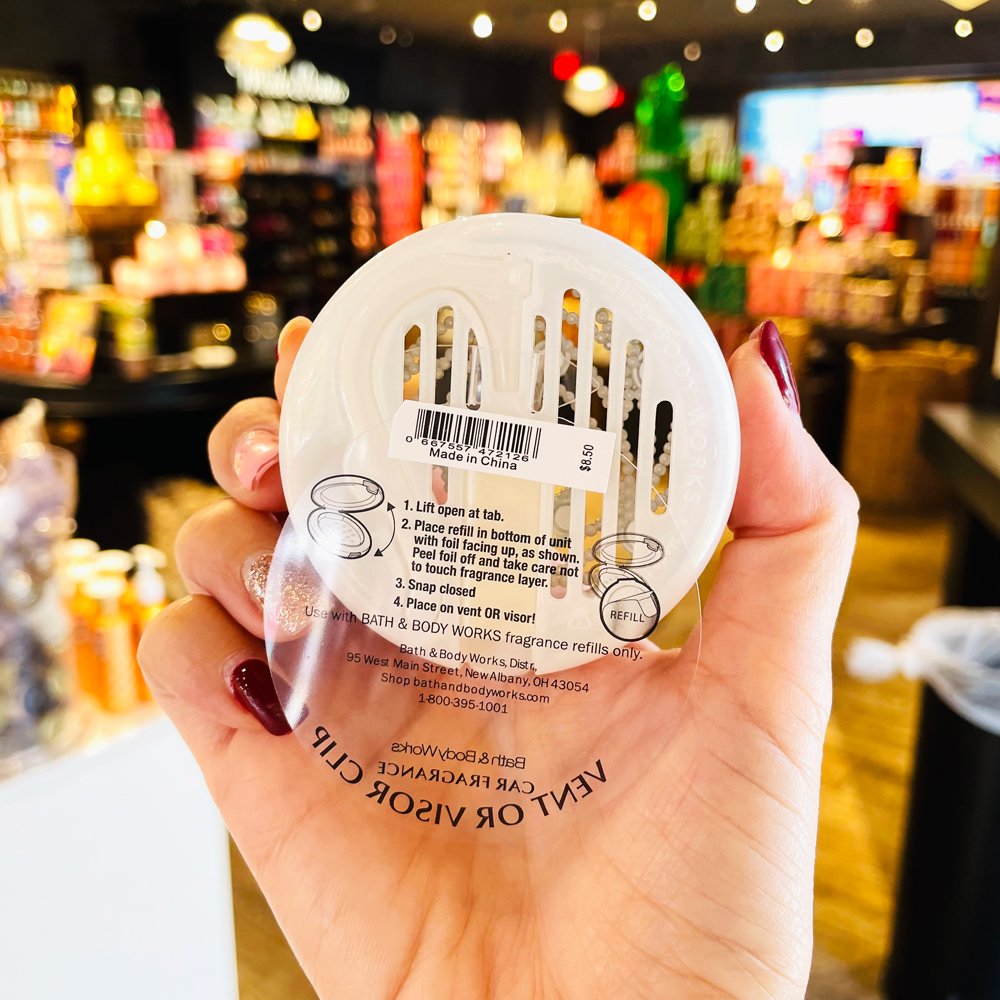 BODY WORKS
0 667557 472126
Made in China
$8.50
1. Lift open at tab.
2. Place refill in bottom of unit
with foil facing up, as shown.
Peel foil off and take care not
to touch fragrance layer.
3. Snap closed
4. Place on vent OR visor!
REFILL
Use with BATH & BODY WORKS fragrance refills only.
Bath & Body Works, Distr.,
95 West Main Street, New Albany, OH 43054
Shop bathandbodyworks.com
1-800-395-1001
Bath & Body Works
CAR FRAGRANCE
VENT OR VISOR CLIP